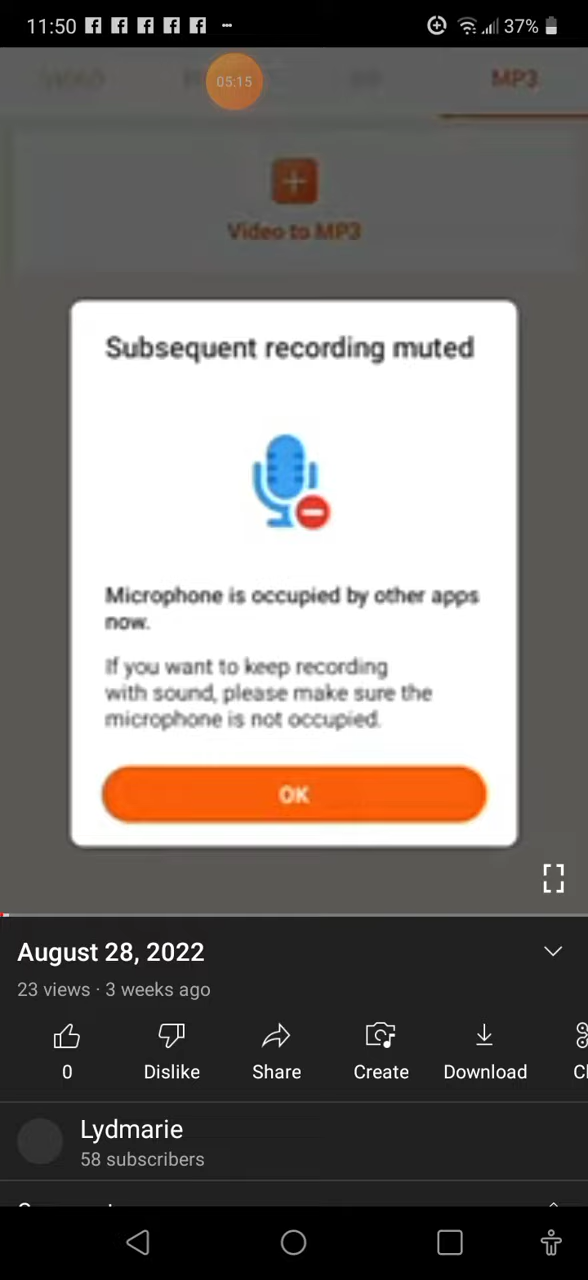 11:50
37%
05:15
MP3
Video to MP3
Subsequent recording muted
Microphone is occupied by other apps
now.
If you want to keep recording
with sound, please make sure the
microphone is not occupied.
OK
August 28, 2022
23 views · 3 weeks ago
0
Dislike
Share
Create
Download
Lydmarie
58 subscribers